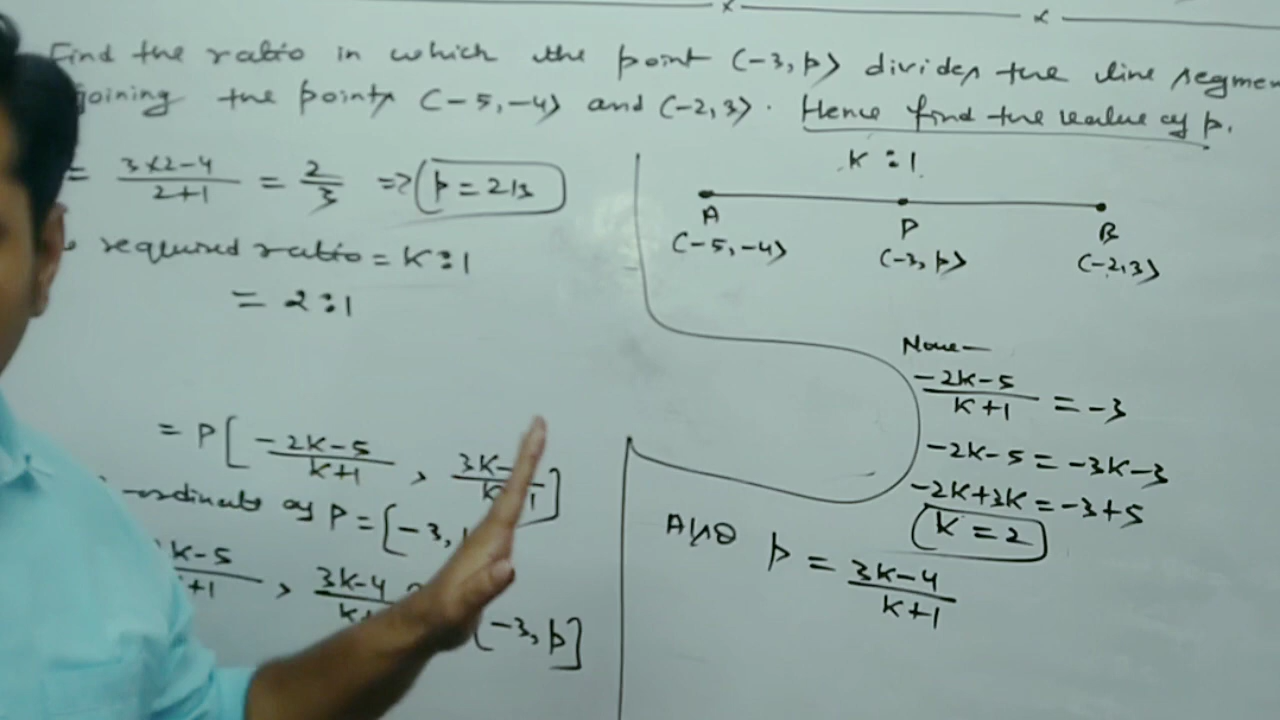 Find the ratio in which the point (-3, p) divides the line segmen
joining the points (-5, -4) and (-2, 3). Hence find the value of p.
= 3×2-4 / 2+1 = 2/3 => p = 2/3
required ratio = K:1
= 2:1
= P[ -2K-5 / K+1 , 3K- / K+1 ]
ordinate of P = [-3,
K-5 / +1 , 3K-4 / K+
[-3, p]
K:1
A P B
(-5, -4) (-3, p) (-2, 3)
Now—
-2K-5 / K+1 = -3
-2K-5 = -3K-3
-2K+3K = -3+5
K = 2
Also p = 3K-4 / K+1